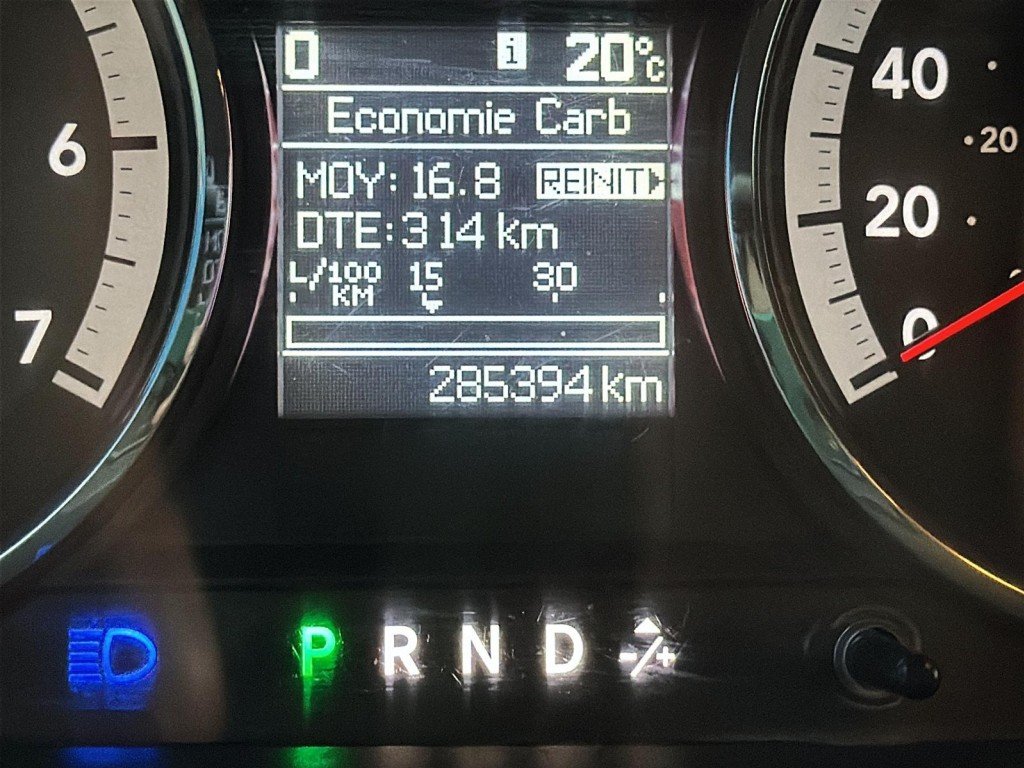 0 i 20°C
Economie Carb
MOY: 16.8 REINIT
DTE: 314 km
L/100 KM 15 30
285394 km
6
7
40
20
20
0
P R N D -/+